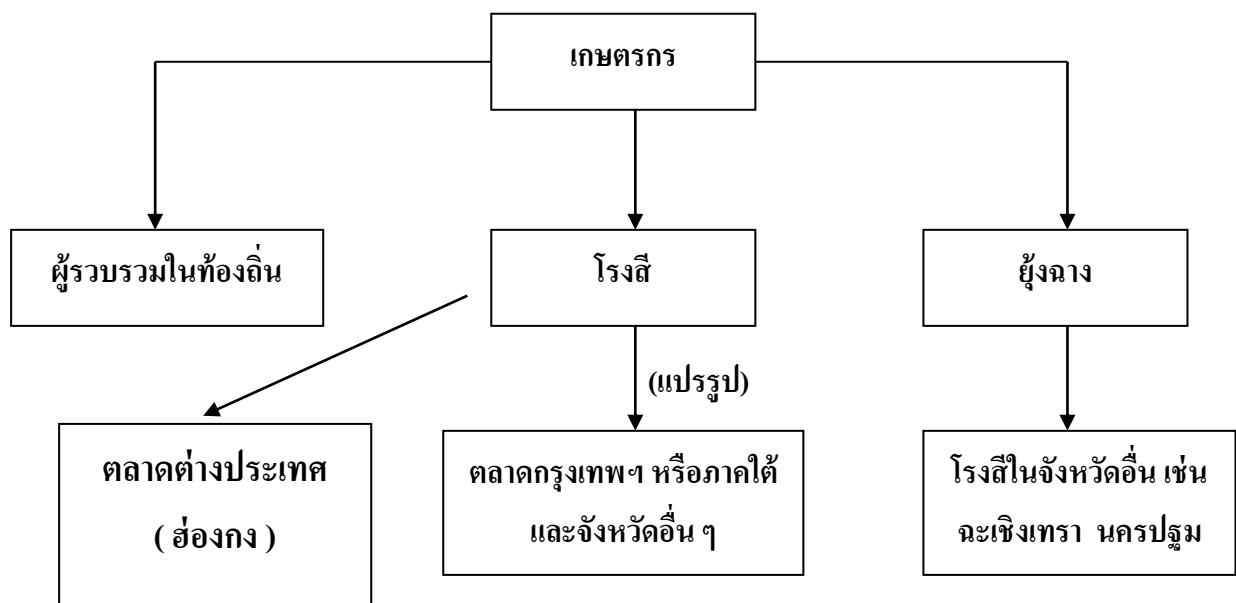 เกษตรกร
ผู้รวบรวมในท้องถิ่น
โรงสี
ยุ้งฉาง
(แปรรูป)
ตลาดต่างประเทศ
( ฮ่องกง )
ตลาดกรุงเทพฯ หรือภาคใต้
และจังหวัดอื่น ๆ
โรงสีในจังหวัดอื่น เช่น
ฉะเชิงเทรา นครปฐม